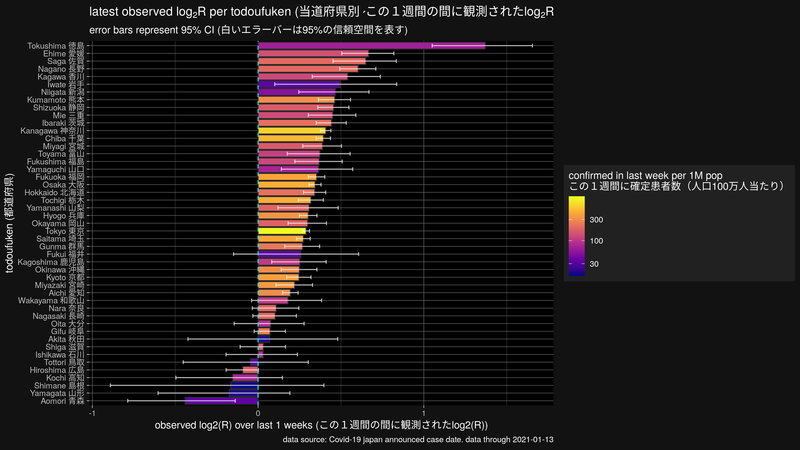 latest observed log₂R per todoufuken (当道府県別 この１週間の間に観測されたlog₂R
error bars represent 95% CI (白いエラーバーは95%の信頼空間を表す)
todoufuken (都道府県)
Tokushima 徳島
Ehime 愛媛
Saga 佐賀
Nagano 長野
Kagawa 香川
Iwate 岩手
Niigata 新潟
Kumamoto 熊本
Shizuoka 静岡
Mie 三重
Ibaraki 茨城
Kanagawa 神奈川
Chiba 千葉
Miyagi 宮城
Toyama 富山
Fukushima 福島
Yamaguchi 山口
Fukuoka 福岡
Osaka 大阪
Hokkaido 北海道
Tochigi 栃木
Yamanashi 山梨
Hyogo 兵庫
Okayama 岡山
Tokyo 東京
Saitama 埼玉
Gunma 群馬
Fukui 福井
Kagoshima 鹿児島
Okinawa 沖縄
Kyoto 京都
Miyazaki 宮崎
Aichi 愛知
Wakayama 和歌山
Nara 奈良
Nagasaki 長崎
Oita 大分
Gifu 岐阜
Akita 秋田
Shiga 滋賀
Ishikawa 石川
Tottori 鳥取
Hiroshima 広島
Kochi 高知
Shimane 島根
Yamagata 山形
Aomori 青森
-1
0
1
observed log2(R) over last 1 weeks (この１週間の間に観測されたlog2(R))
data source: Covid-19 japan announced case date. data through 2021-01-13
confirmed in last week per 1M pop
この１週間に確定患者数（人口100万人当たり）
300
100
30